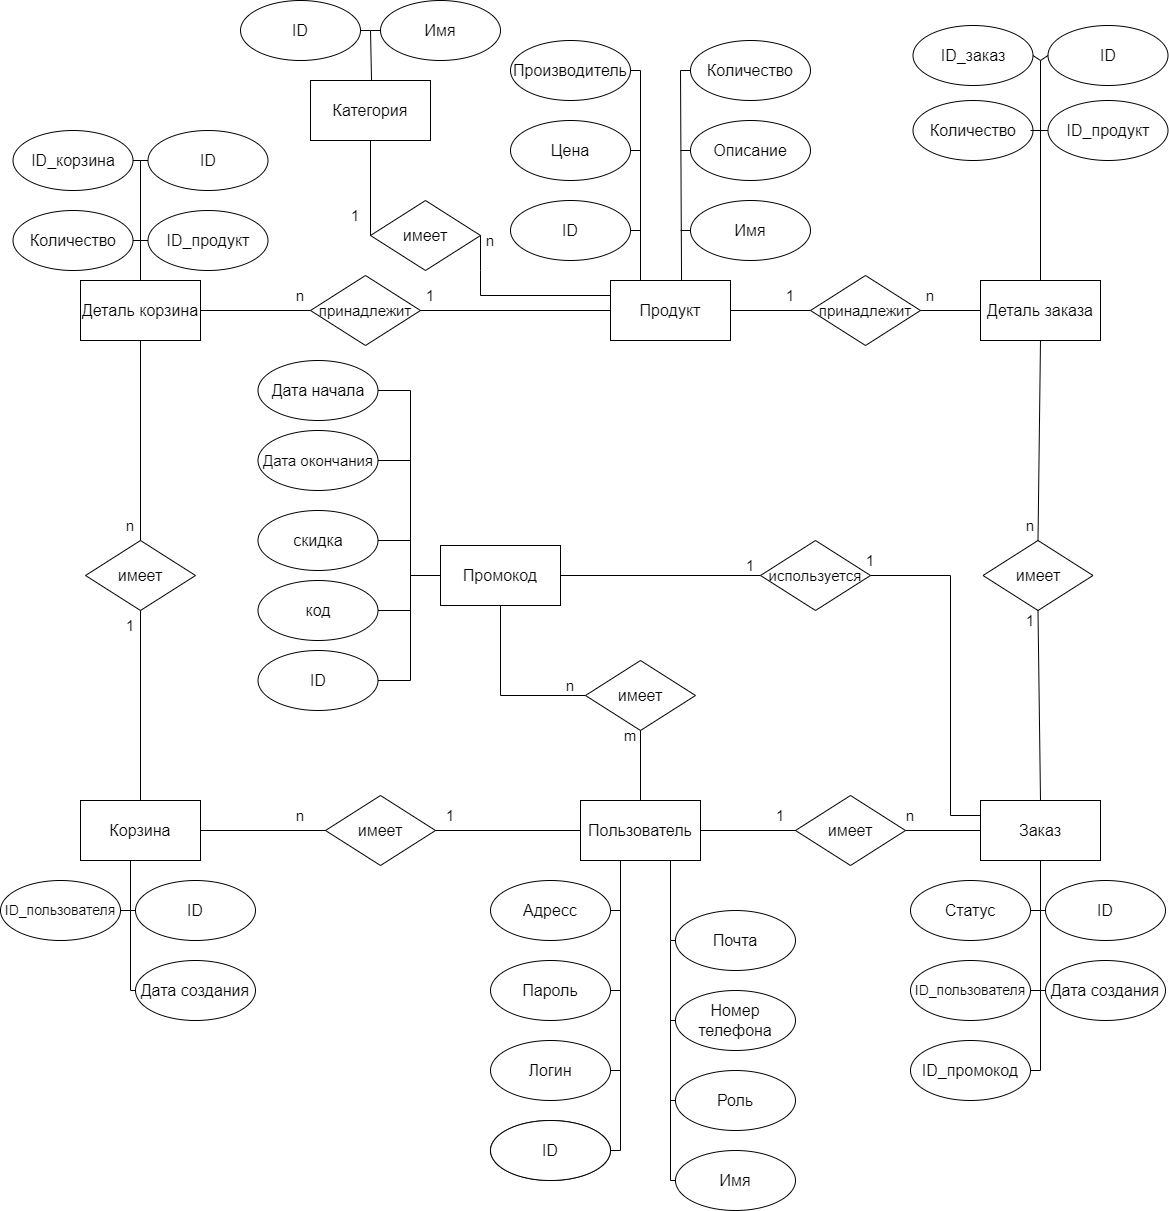 ID
Имя
Категория
Производитель
Количество
Цена
Описание
ID
Имя
ID_заказ
ID
Количество
ID_продукт
ID_корзина
ID
Количество
ID_продукт
1
имеет
n
Деталь корзина
n
принадлежит
1
Продукт
1
принадлежит
n
Деталь заказа
Дата начала
Дата окончания
скидка
код
ID
n
имеет
1
Промокод
1
используется
1
n
имеет
1
n
имеет
m
Корзина
n
имеет
1
Пользователь
1
имеет
n
Заказ
ID_пользователя
ID
Дата создания
Адрес
Пароль
Логин
ID
Почта
Номер
телефона
Роль
Имя
Статус
ID
ID_пользователя
Дата создания
ID_промокод